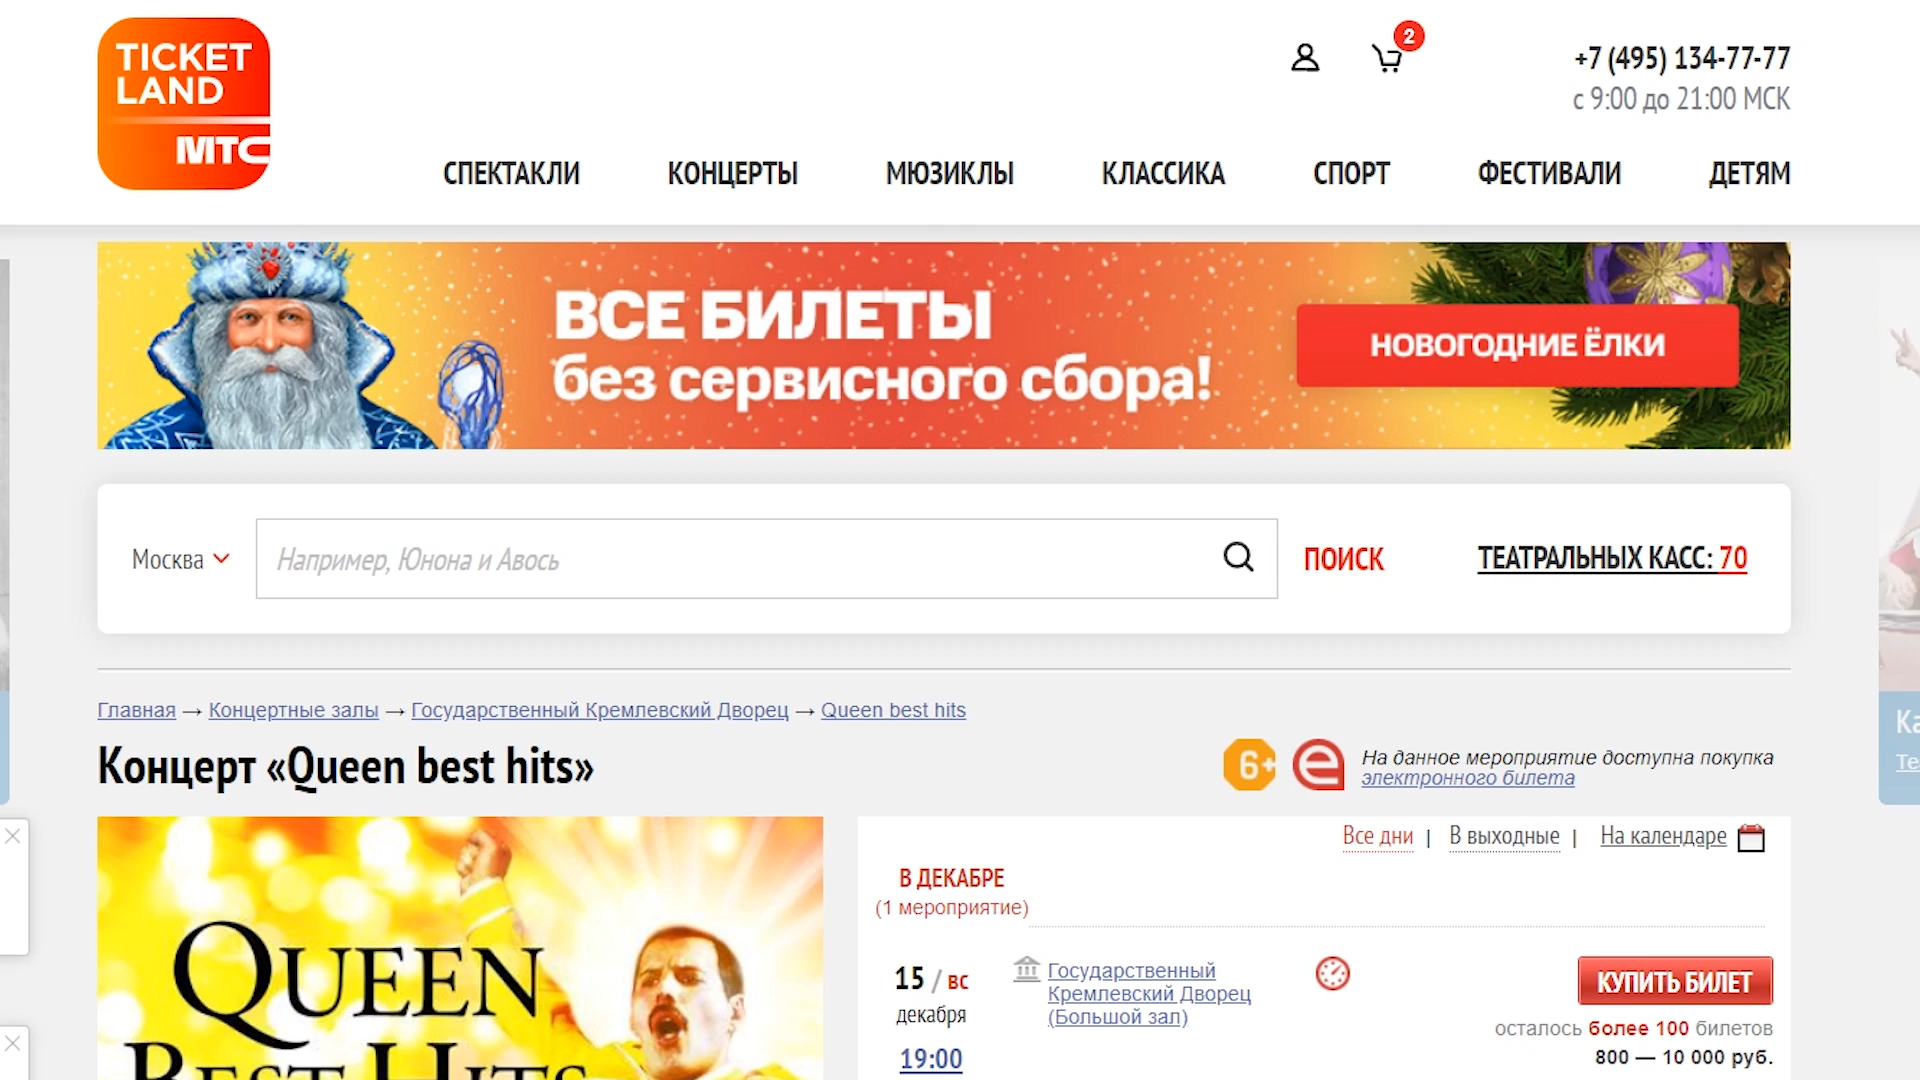 TICKET
LAND
МТС
2
+7 (495) 134-77-77
с 9:00 до 21:00 МСК
СПЕКТАКЛИ
КОНЦЕРТЫ
МЮЗИКЛЫ
КЛАССИКА
СПОРТ
ФЕСТИВАЛИ
ДЕТЯМ
ВСЕ БИЛЕТЫ
без сервисного сбора!
НОВОГОДНИЕ ЁЛКИ
Москва
Например, Юнона и Авось
ПОИСК
ТЕАТРАЛЬНЫХ КАСС: 70
Главная → Концертные залы → Государственный Кремлевский Дворец → Queen best hits
Концерт «Queen best hits»
6+
На данное мероприятие доступна покупка
электронного билета
QUEEN
BEST HITS
Все дни | В выходные | На календаре
В ДЕКАБРЕ
(1 мероприятие)
15 / вс
декабря
19:00
Государственный
Кремлевский Дворец
(Большой зал)
КУПИТЬ БИЛЕТ
осталось более 100 билетов
800 — 10 000 руб.